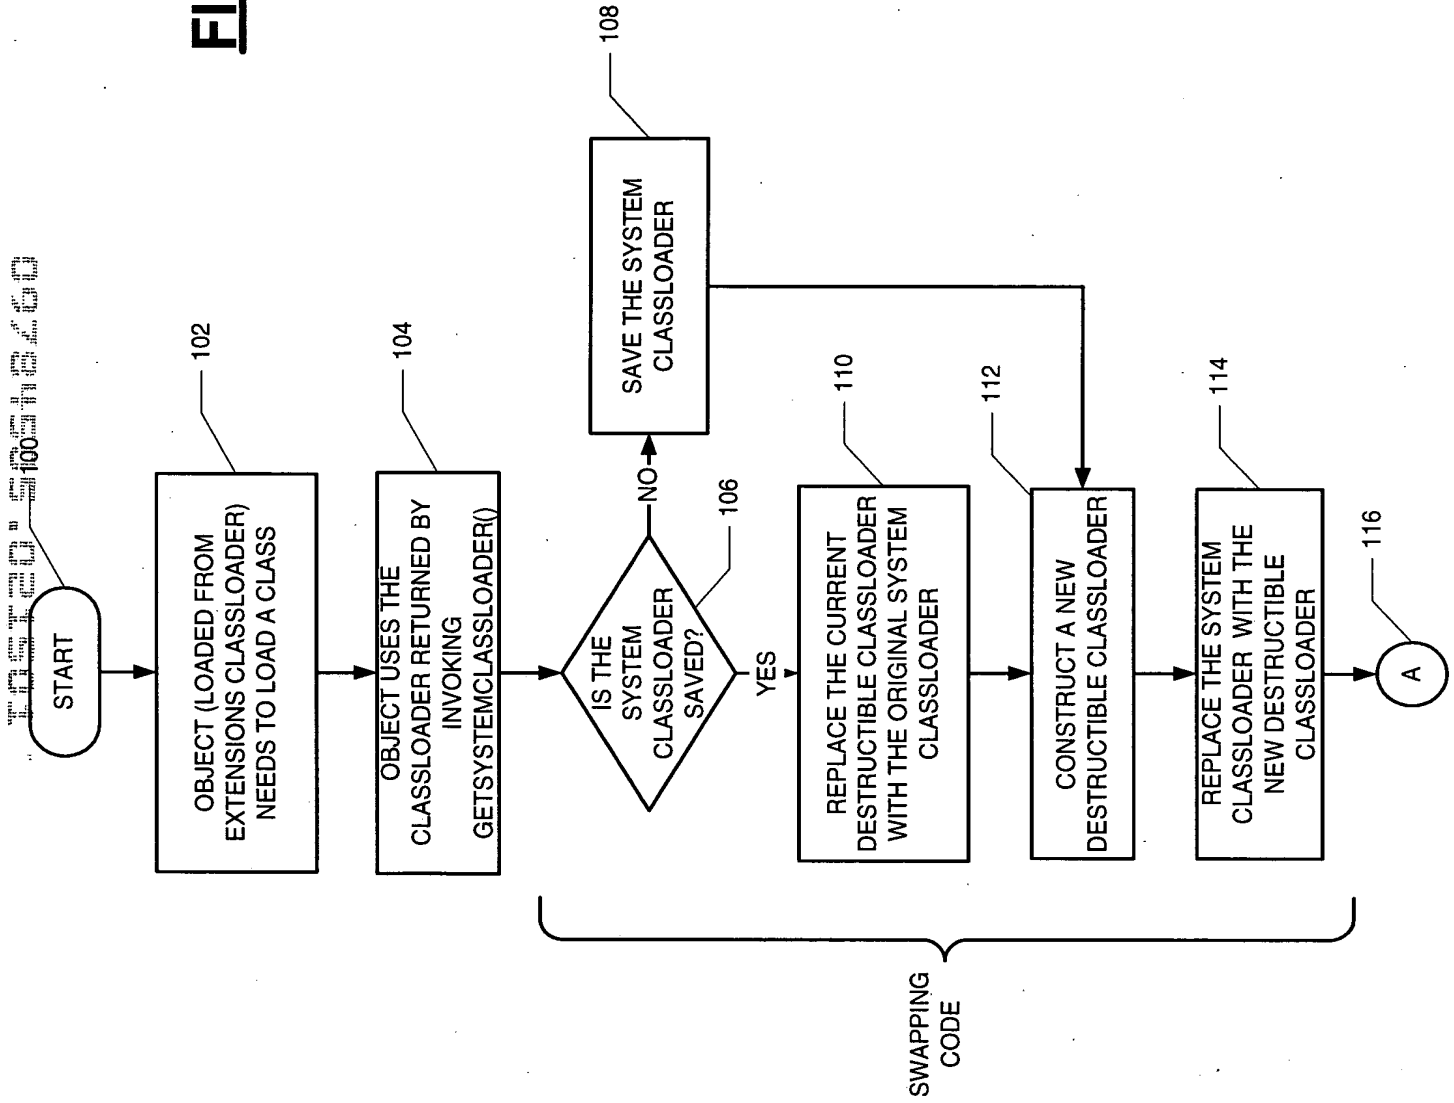 FI
100
START
102
OBJECT (LOADED FROM
EXTENSIONS CLASSLOADER)
NEEDS TO LOAD A CLASS
104
OBJECT USES THE
CLASSLOADER RETURNED BY
INVOKING
GETSYSTEMCLASSLOADER()
IS THE
SYSTEM
CLASSLOADER
SAVED?
106
NO
108
SAVE THE SYSTEM
CLASSLOADER
YES
110
REPLACE THE CURRENT
DESTRUCTIBLE CLASSLOADER
WITH THE ORIGINAL SYSTEM
CLASSLOADER
112
CONSTRUCT A NEW
DESTRUCTIBLE CLASSLOADER
114
REPLACE THE SYSTEM
CLASSLOADER WITH THE
NEW DESTRUCTIBLE
CLASSLOADER
116
A
SWAPPING
CODE